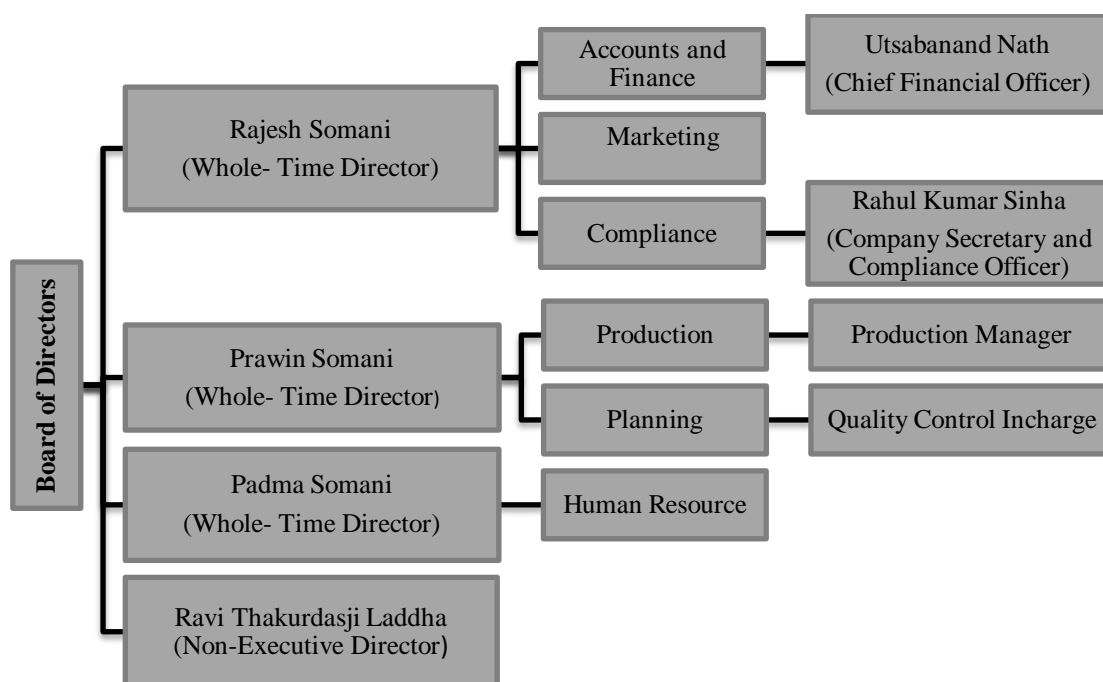 Board of Directors
Rajesh Somani
(Whole- Time Director)
Accounts and
Finance
Utsabanand Nath
(Chief Financial Officer)
Marketing
Compliance
Rahul Kumar Sinha
(Company Secretary and
Compliance Officer)
Prawin Somani
(Whole- Time Director)
Production
Production Manager
Planning
Quality Control Incharge
Padma Somani
(Whole- Time Director)
Human Resource
Ravi Thakurdasji Laddha
(Non-Executive Director)